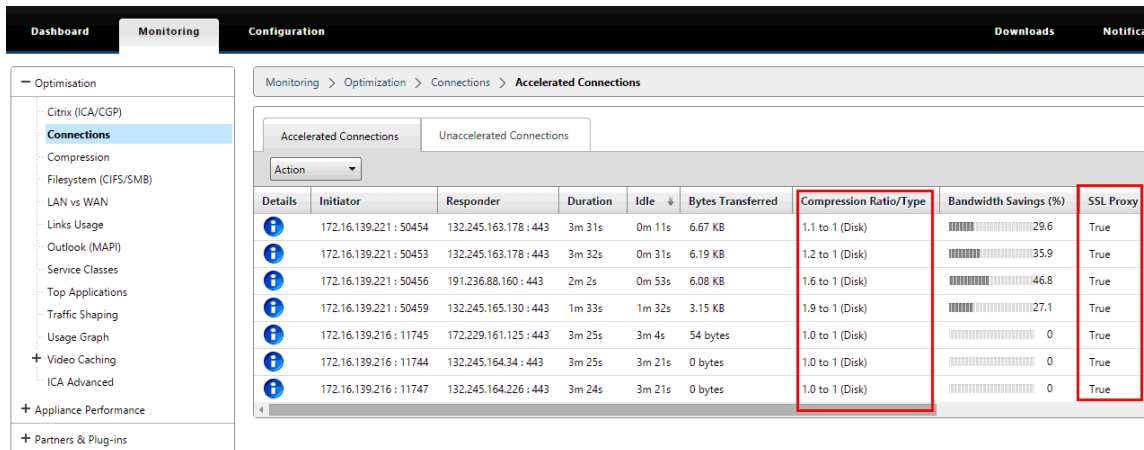 Dashboard Monitoring Configuration Downloads Notifica
Optimisation
Citrix (ICA/CGP)
Connections
Compression
Filesystem (CIFS/SMB)
LAN vs WAN
Links Usage
Outlook (MAPI)
Service Classes
Top Applications
Traffic Shaping
Usage Graph
Video Caching
ICA Advanced
Appliance Performance
Partners & Plug-ins
Monitoring > Optimization > Connections > Accelerated Connections
Accelerated Connections Unaccelerated Connections
Action
Details Initiator Responder Duration Idle Bytes Transferred Compression Ratio/Type Bandwidth Savings (%) SSL Proxy
172.16.139.221 : 50454 132.245.163.178 : 443 3m 31s 0m 11s 6.67 KB 1.1 to 1 (Disk) 29.6 True
172.16.139.221 : 50453 132.245.163.178 : 443 3m 32s 0m 31s 6.19 KB 1.2 to 1 (Disk) 35.9 True
172.16.139.221 : 50456 191.236.88.160 : 443 2m 2s 0m 53s 6.08 KB 1.6 to 1 (Disk) 46.8 True
172.16.139.221 : 50459 132.245.165.130 : 443 1m 33s 1m 32s 3.15 KB 1.9 to 1 (Disk) 27.1 True
172.16.139.216 : 11745 172.229.161.125 : 443 3m 25s 3m 4s 54 bytes 1.0 to 1 (Disk) 0 True
172.16.139.216 : 11744 132.245.164.34 : 443 3m 25s 3m 21s 0 bytes 1.0 to 1 (Disk) 0 True
172.16.139.216 : 11747 132.245.164.226 : 443 3m 24s 3m 21s 0 bytes 1.0 to 1 (Disk) 0 True